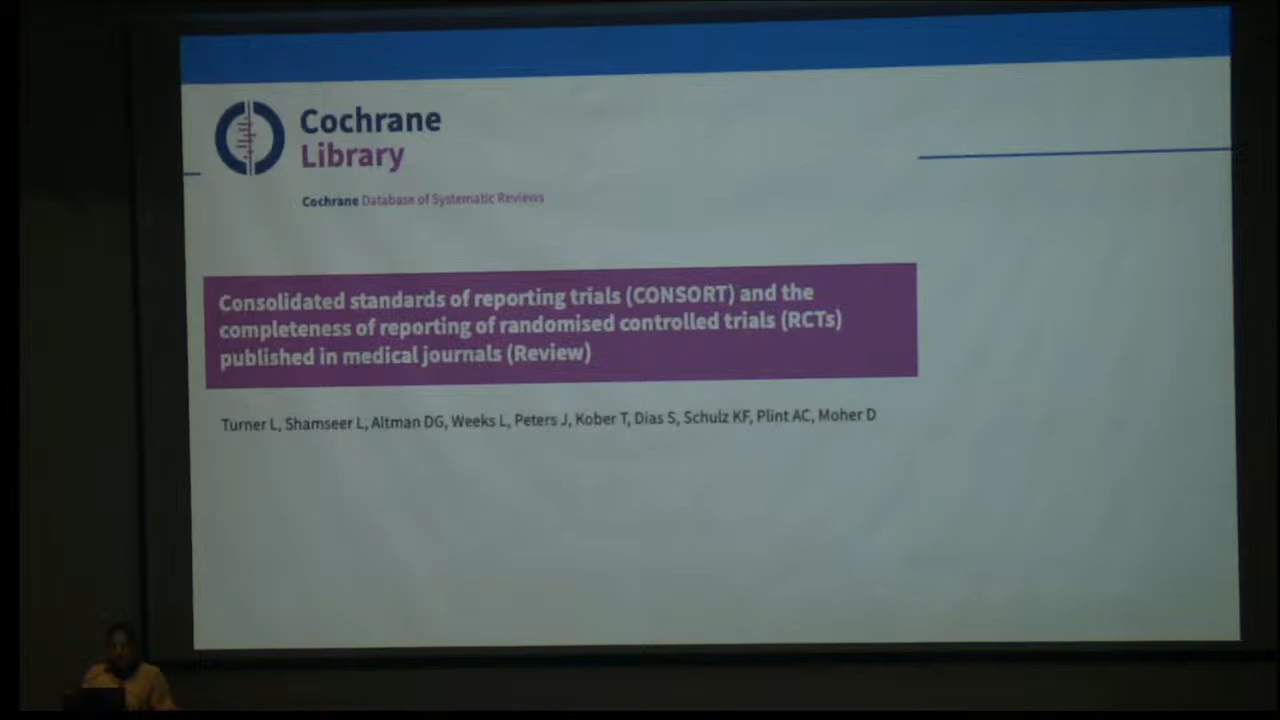 Cochrane
Library
Cochrane Database of Systematic Reviews
Consolidated standards of reporting trials (CONSORT) and the
completeness of reporting of randomised controlled trials (RCTs)
published in medical journals (Review)
Turner L, Shamseer L, Altman DG, Weeks L, Peters J, Kober T, Dias S, Schulz KF, Plint AC, Moher D